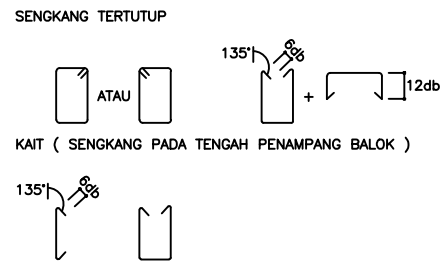 SENGKANG TERTUTUP
135° 6db
ATAU + 12db
KAIT ( SENGKANG PADA TENGAH PENAMPANG BALOK )
135° 6db